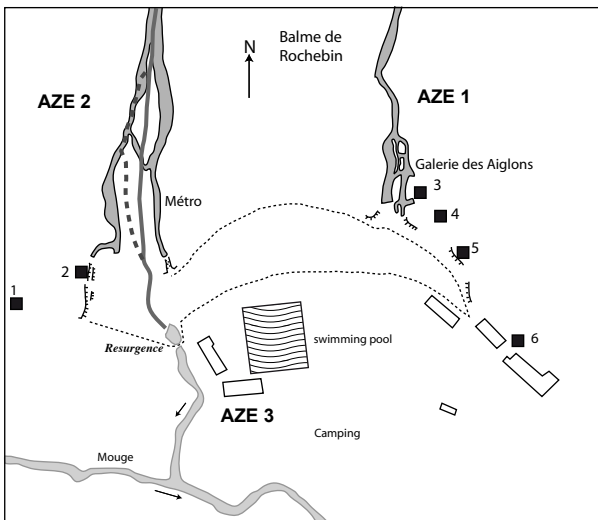 Balme de
Rochebin
N
AZE 2
AZE 1
Galerie des Aiglons
3
Métro
4
5
2
1
6
swimming pool
Resurgence
AZE 3
Camping
Mouge